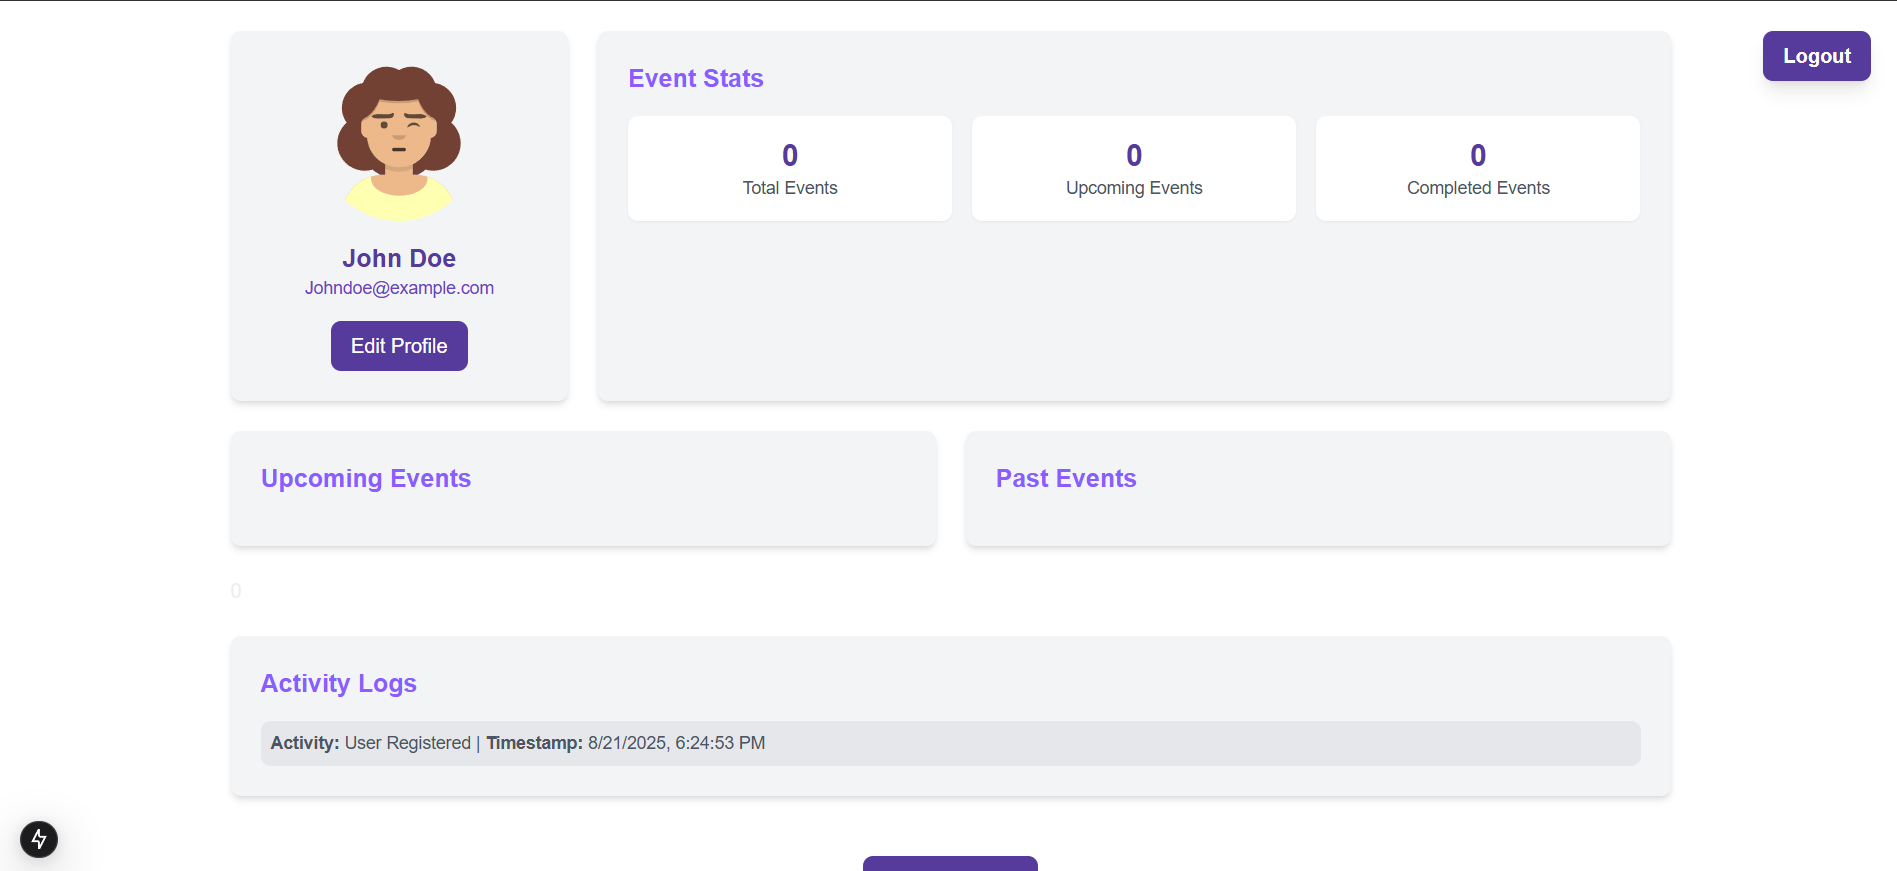 Logout
John Doe
Johndoe@example.com
Edit Profile
Event Stats
0
Total Events
0
Upcoming Events
0
Completed Events
Upcoming Events
Past Events
0
Activity Logs
Activity: User Registered | Timestamp: 8/21/2025, 6:24:53 PM